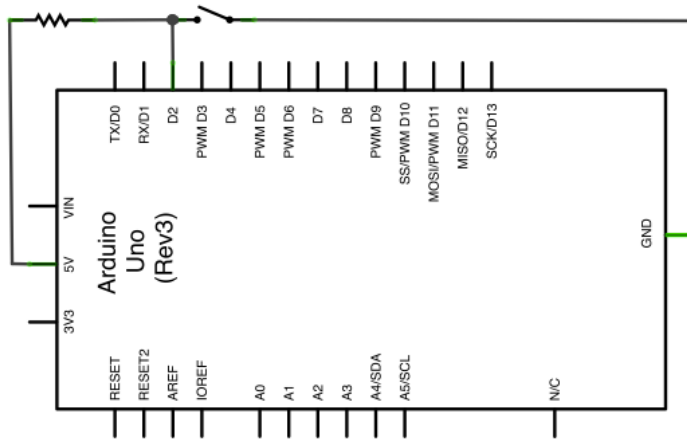 TX/D0
RX/D1
D2
PWM D3
D4
PWM D5
PWM D6
D7
D8
PWM D9
SS/PWM D10
MOSI/PWM D11
MISO/D12
SCK/D13
VIN
5V
3V3
Arduino
Uno
(Rev3)
GND
RESET
RESET2
AREF
IOREF
A0
A1
A2
A3
A4/SDA
A5/SCL
N/C